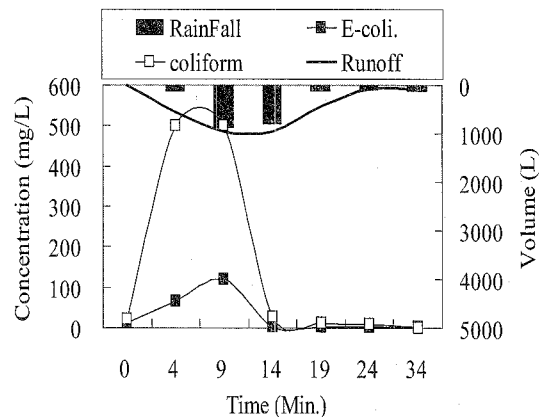 RainFall E-coli.
coliform Runoff
Concentration (mg/L)
600
500
400
300
200
100
0
0
1000
2000
3000
4000
5000
Volume (L)
0 4 9 14 19 24 34
Time (Min.)